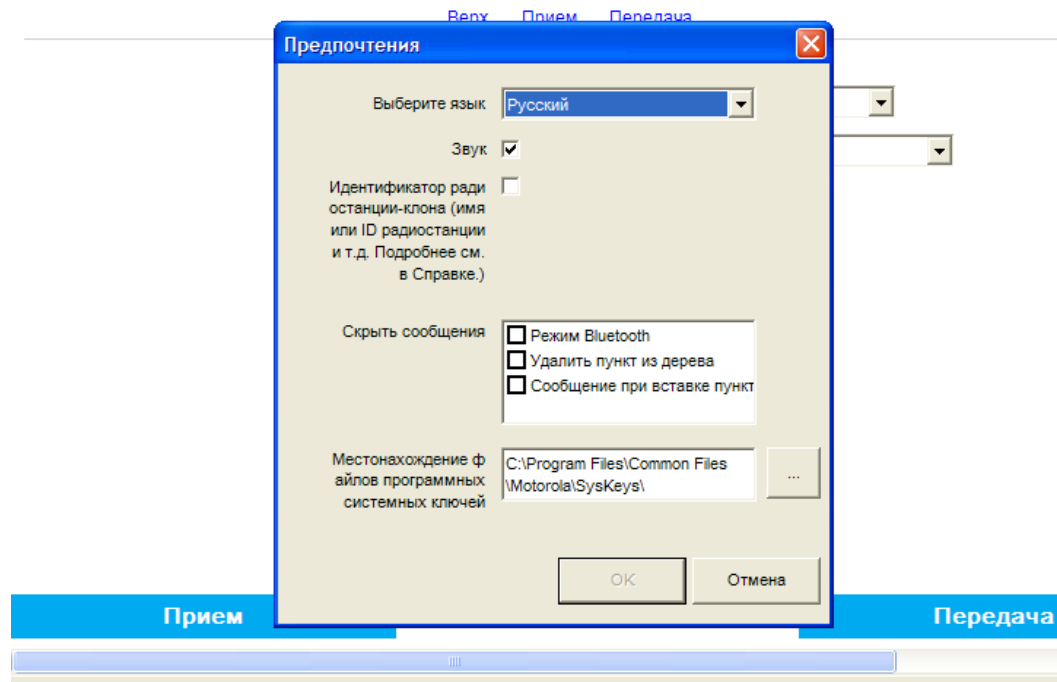 Верх Прием Передача
Предпочтения
Выберите язык
Русский
Звук
Идентификатор ради
останции-клона (имя
или ID радиостанции
и т.д. Подробнее см.
в Справке.)
Скрыть сообщения
Режим Bluetooth
Удалить пункт из дерева
Сообщение при вставке пункт
Местонахождение ф
айлов программных
системных ключей
C:\Program Files\Common Files
\Motorola\SysKeys\
...
OK
Отмена
Прием
Передача